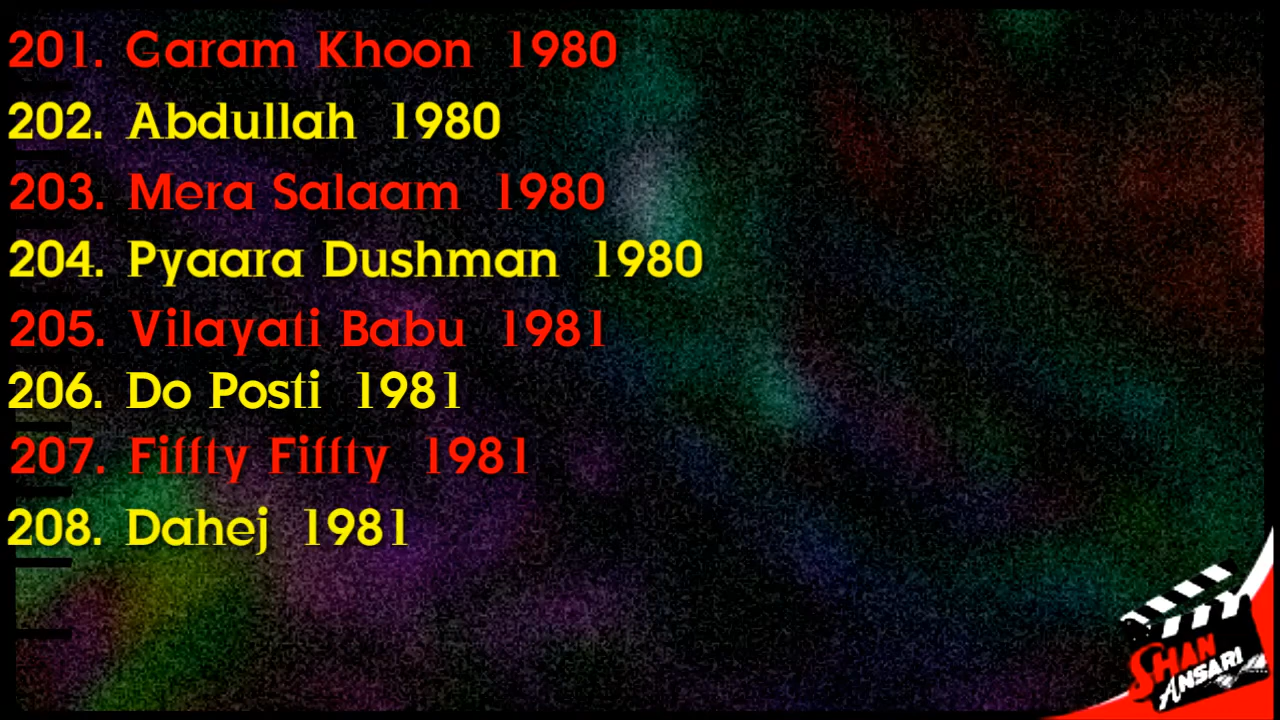 201. Garam Khoon 1980
202. Abdullah 1980
203. Mera Salaam 1980
204. Pyaara Dushman 1980
205. Vilayati Babu 1981
206. Do Posti 1981
207. Fiffty Fiffty 1981
208. Dahej 1981
SHAN
ANSARI